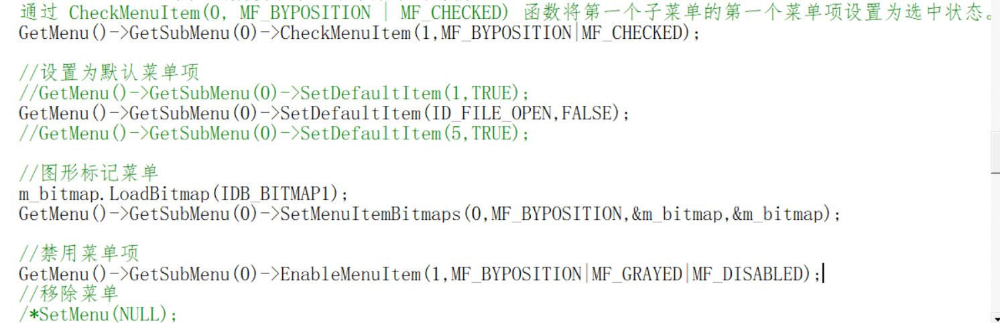 通过 CheckMenuItem(0, MF_BYPOSITION | MF_CHECKED) 函数将第一个子菜单的第一个菜单项设置为选中状态。
GetMenu()->GetSubMenu(0)->CheckMenuItem(1,MF_BYPOSITION|MF_CHECKED);
//设置为默认菜单项
//GetMenu()->GetSubMenu(0)->SetDefaultItem(1,TRUE);
GetMenu()->GetSubMenu(0)->SetDefaultItem(ID_FILE_OPEN,FALSE);
//GetMenu()->GetSubMenu(0)->SetDefaultItem(5,TRUE);
//图形标记菜单
m_bitmap.LoadBitmap(IDB_BITMAP1);
GetMenu()->GetSubMenu(0)->SetMenuItemBitmaps(0,MF_BYPOSITION,&m_bitmap,&m_bitmap);
//禁用菜单项
GetMenu()->GetSubMenu(0)->EnableMenuItem(1,MF_BYPOSITION|MF_GRAYED|MF_DISABLED);
//移除菜单
/*SetMenu(NULL);